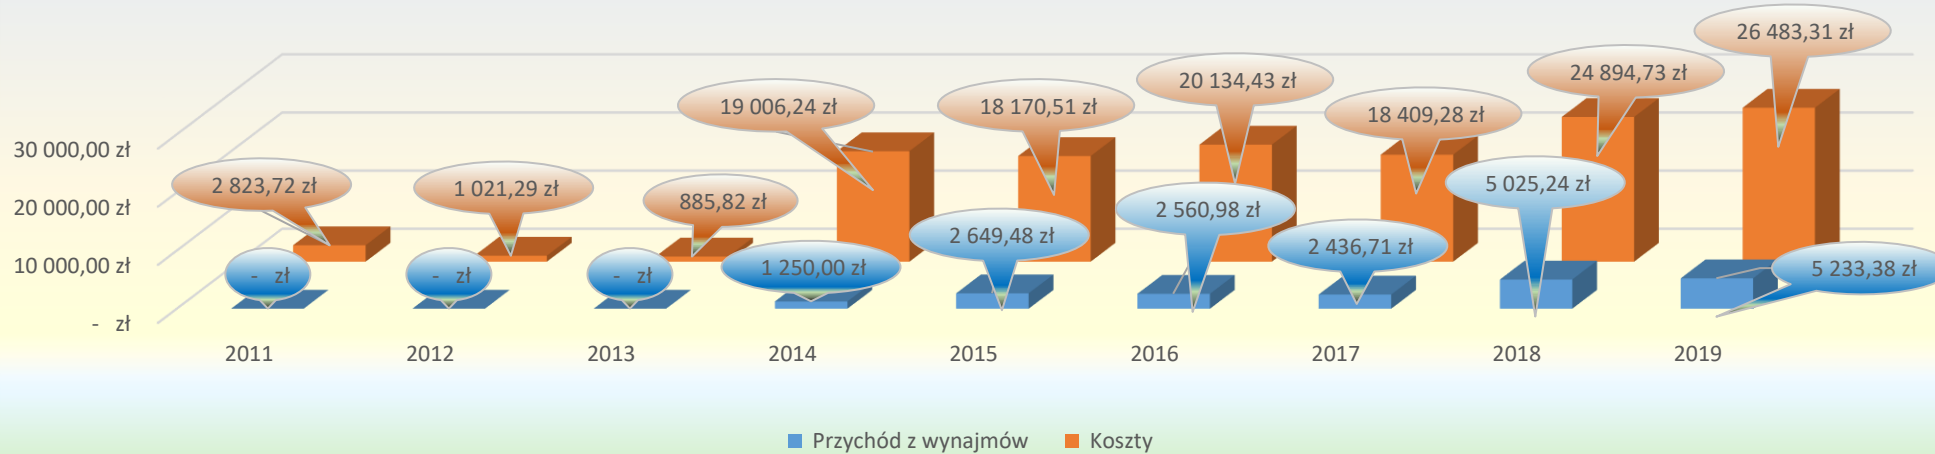 26 483,31 zł
24 894,73 zł
20 134,43 zł
19 006,24 zł
18 170,51 zł
18 409,28 zł
30 000,00 zł
2 823,72 zł
1 021,29 zł
885,82 zł
5 025,24 zł
20 000,00 zł
2 560,98 zł
2 649,48 zł
2 436,71 zł
10 000,00 zł
- zł
- zł
- zł
1 250,00 zł
5 233,38 zł
- zł
2011 2012 2013 2014 2015 2016 2017 2018 2019
Przychód z wynajmów Koszty